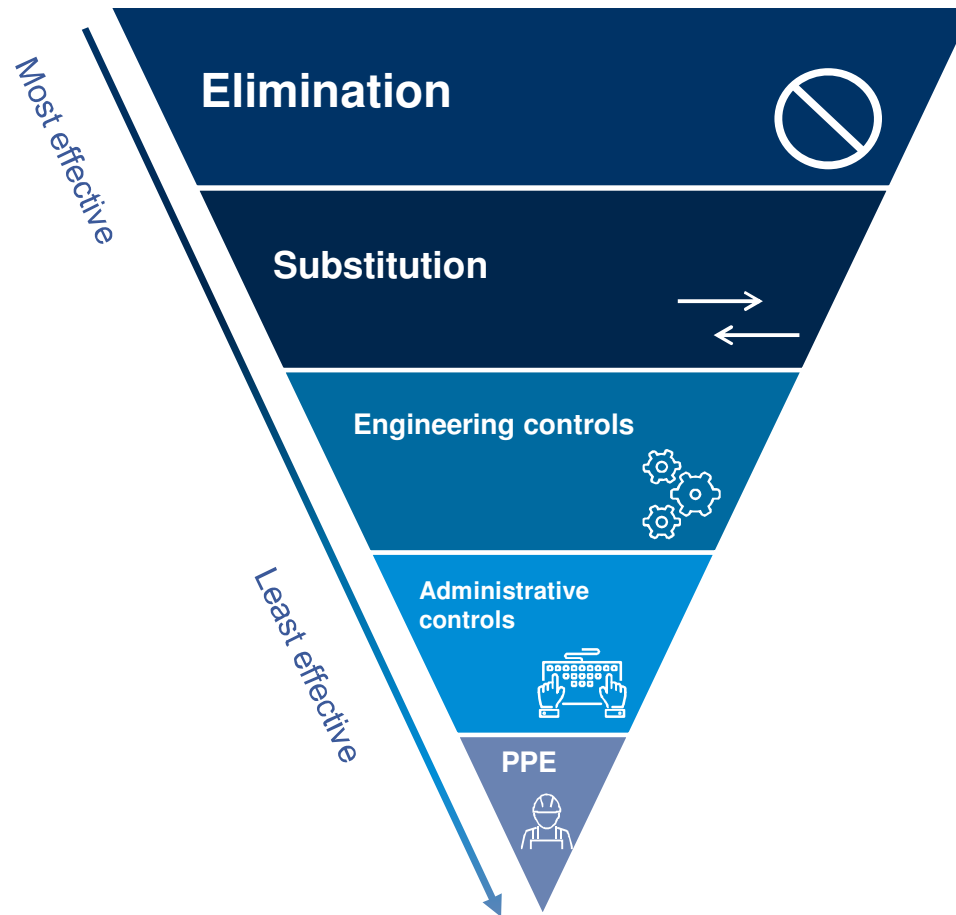 Most effective
Elimination
Substitution
Engineering controls
Least effective
Administrative
controls
PPE